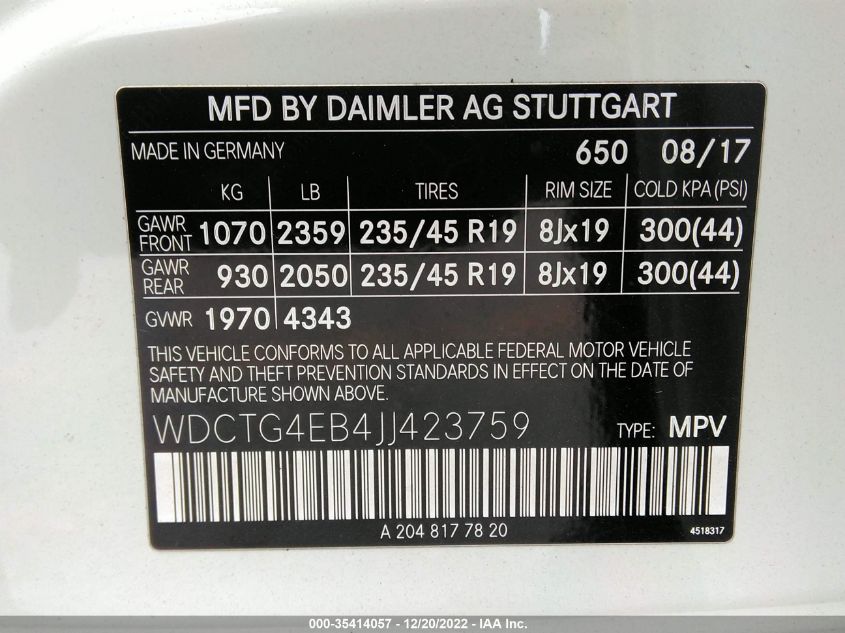 MFD BY DAIMLER AG STUTTGART
MADE IN GERMANY 650 08/17
KG LB TIRES RIM SIZE COLD KPA (PSI)
GAWR FRONT 1070 2359 235/45 R19 8Jx19 300(44)
GAWR REAR 930 2050 235/45 R19 8Jx19 300(44)
GVWR 1970 4343
THIS VEHICLE CONFORMS TO ALL APPLICABLE FEDERAL MOTOR VEHICLE
SAFETY AND THEFT PREVENTION STANDARDS IN EFFECT ON THE DATE OF
MANUFACTURE SHOWN ABOVE.
WDCTG4EB4JJ423759 TYPE: MPV
A 204 817 78 20 4518317
000-35414057 - 12/20/2022 - IAA Inc.